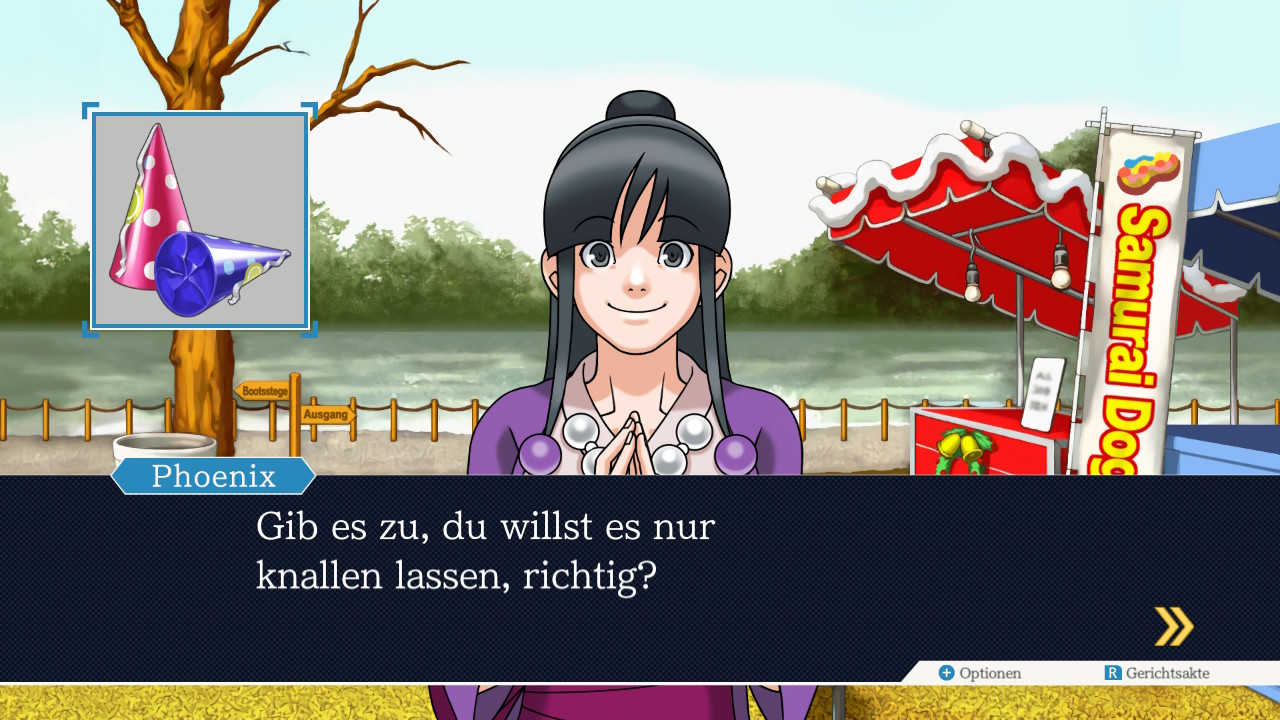 Bootsstege
Ausgang
Samurai Dog
Phoenix
Gib es zu, du willst es nur
knallen lassen, richtig?
+ Optionen
R Gerichtsakte